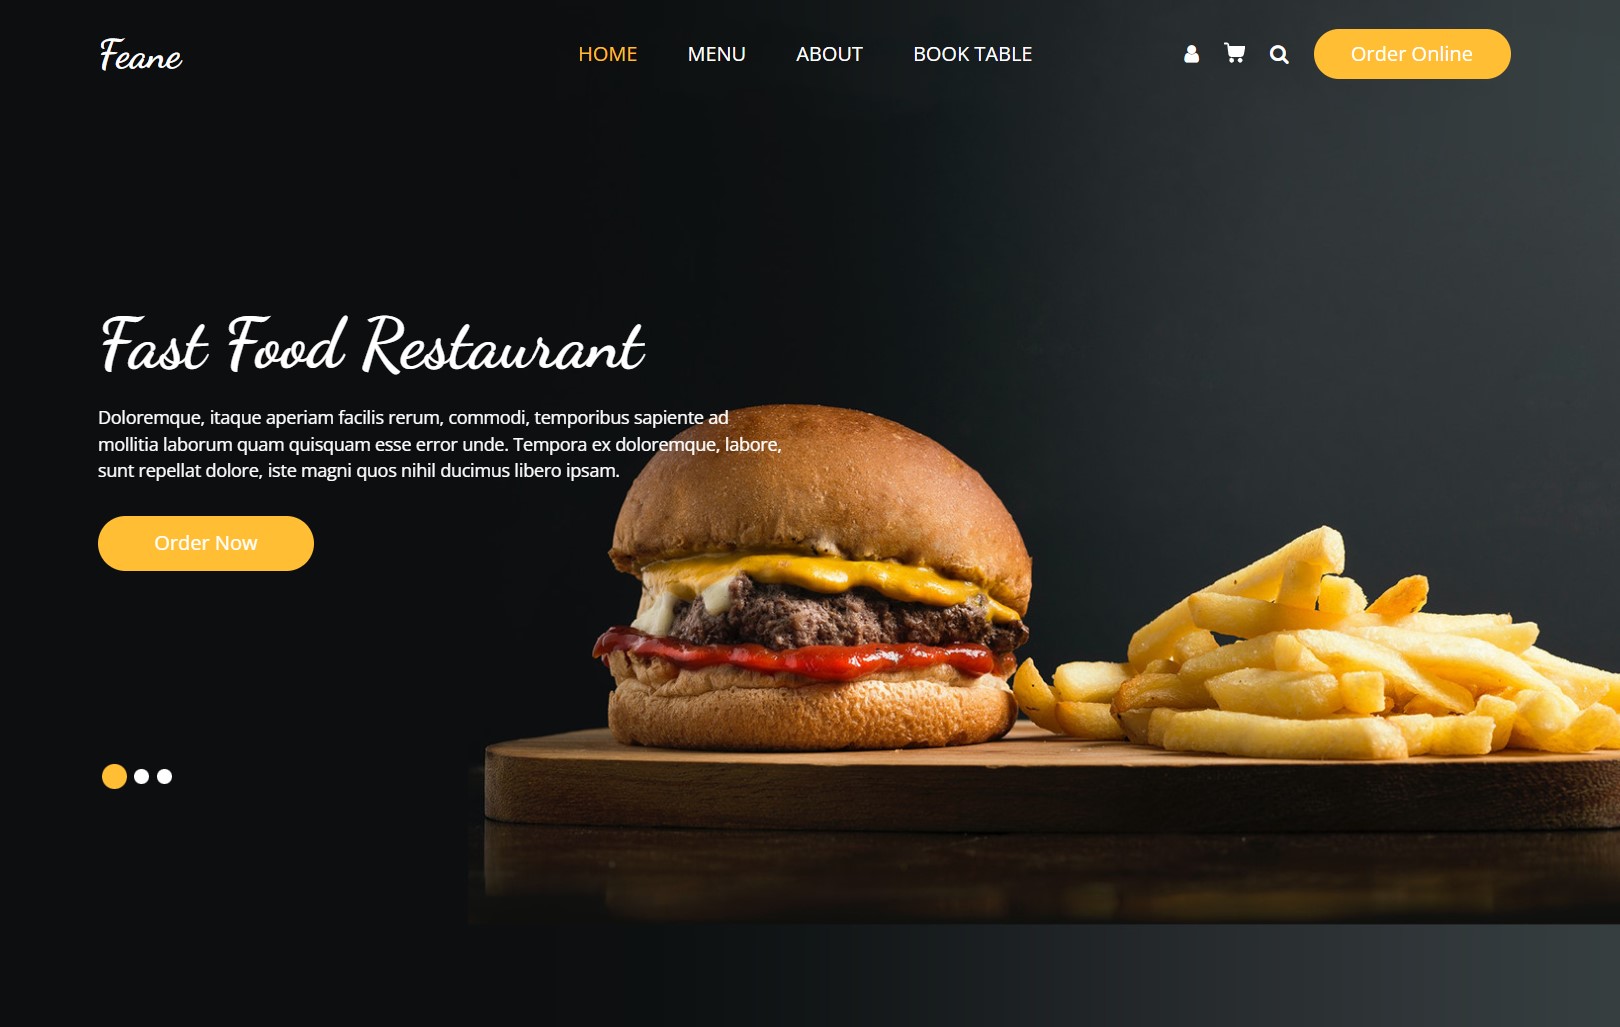 Feane
HOME MENU ABOUT BOOK TABLE
Order Online
Fast Food Restaurant
Doloremque, itaque aperiam facilis rerum, commodi, temporibus sapiente ad
mollitia laborum quam quisquam esse error unde. Tempora ex doloremque, labore,
sunt repellat dolore, iste magni quos nihil ducimus libero ipsam.
Order Now